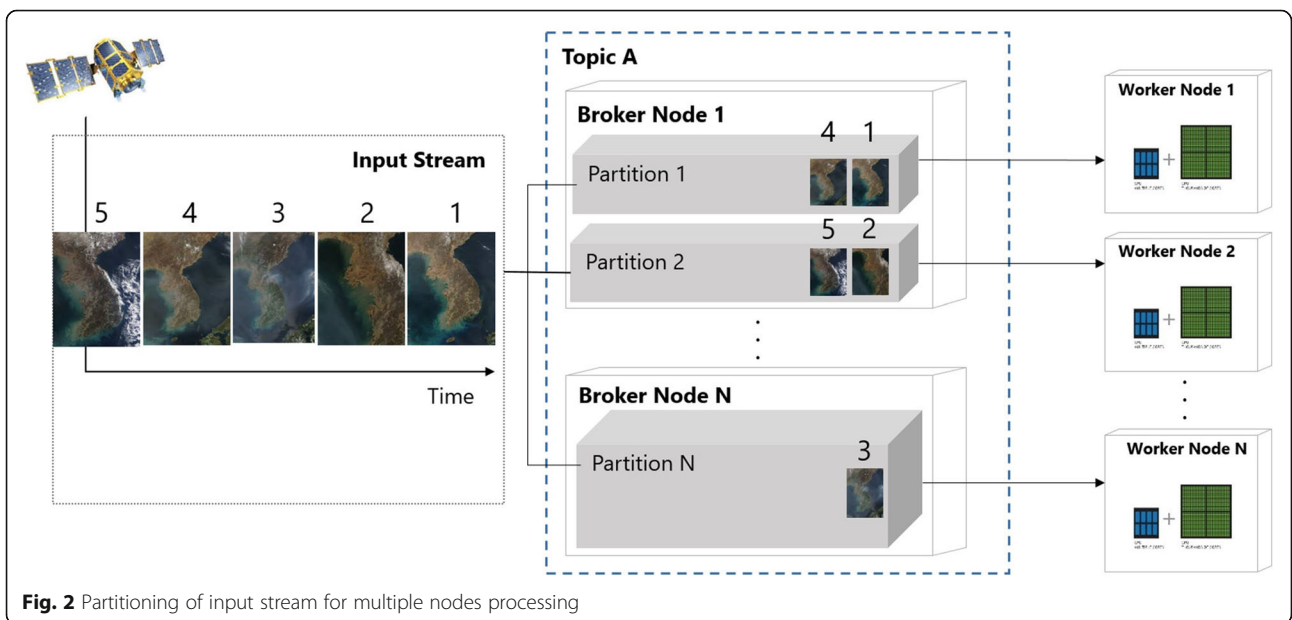 Input Stream
5 4 3 2 1
Time
Topic A
Broker Node 1
4 1
Partition 1
5 2
Partition 2
Broker Node N
3
Partition N
Worker Node 1
+
Worker Node 2
+
Worker Node N
+
Fig. 2 Partitioning of input stream for multiple nodes processing